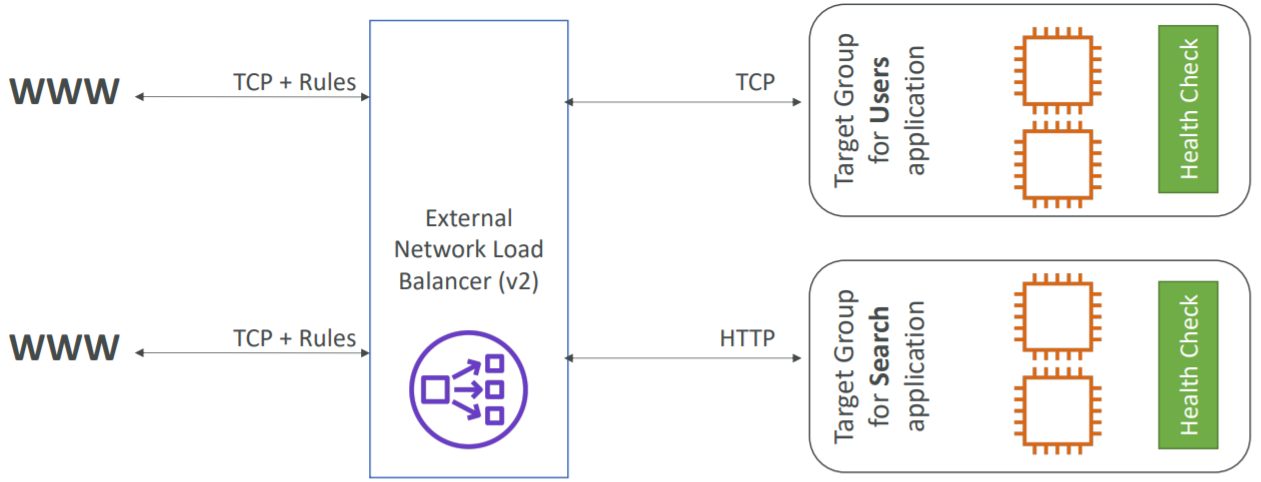 WWW
TCP + Rules
TCP
Target Group
for Users
application
Health Check
External
Network Load
Balancer (v2)
WWW
TCP + Rules
HTTP
Target Group
for Search
application
Health Check